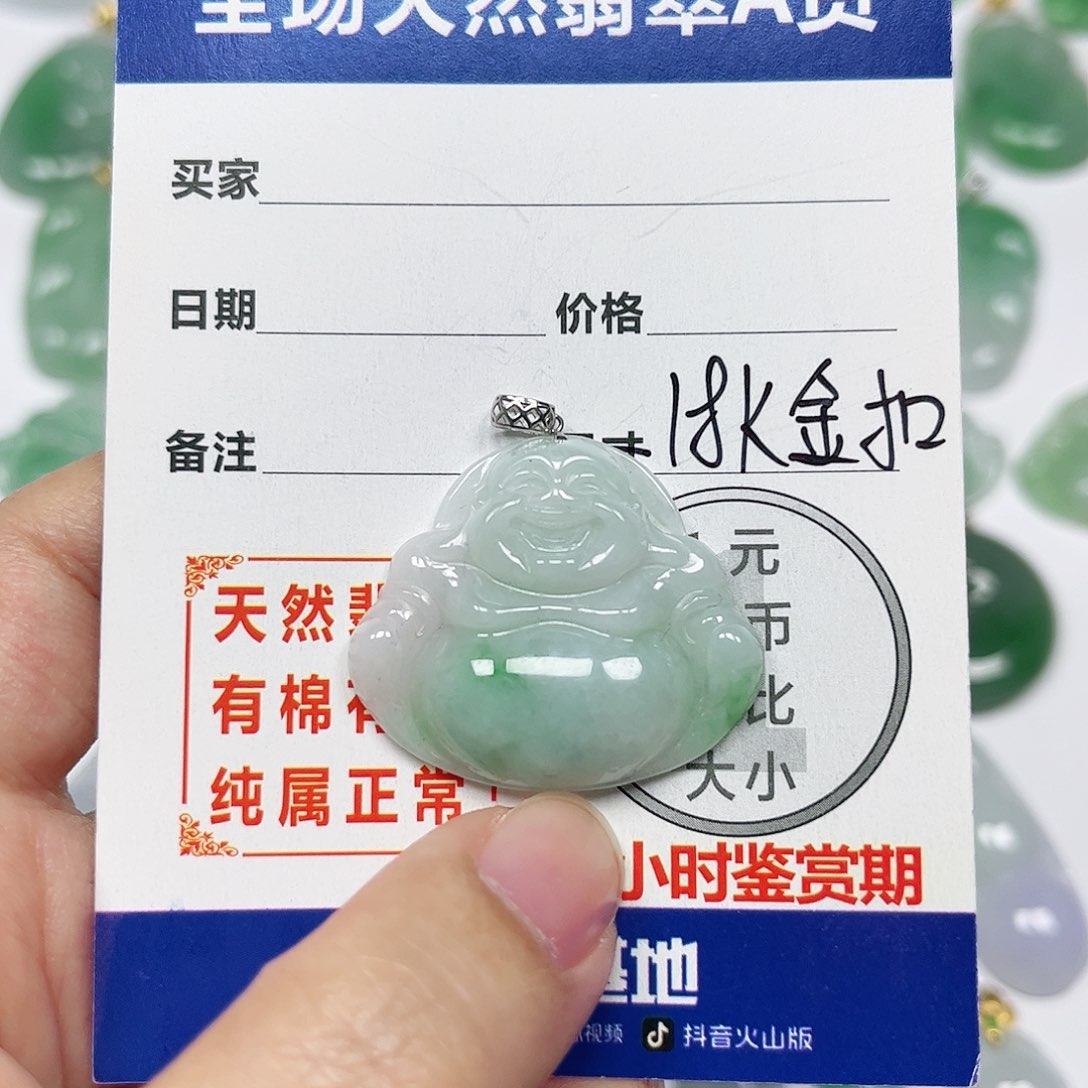 全场天然翡翠A货
买家
日期 价格
备注 18K金扣
天然
有棉
纯属正常
元
币
比
大小
小时鉴赏期
基地
视频 抖音火山版